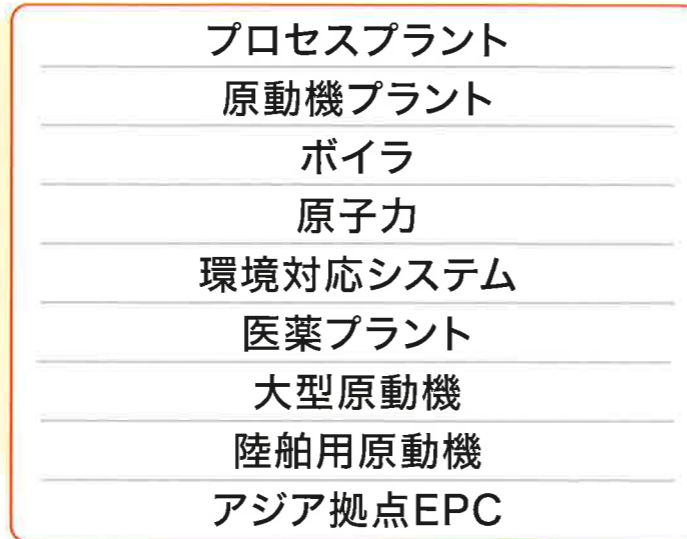 プロセスプラント
原動機プラント
ボイラ
原子力
環境対応システム
医薬プラント
大型原動機
陸舶用原動機
アジア拠点EPC